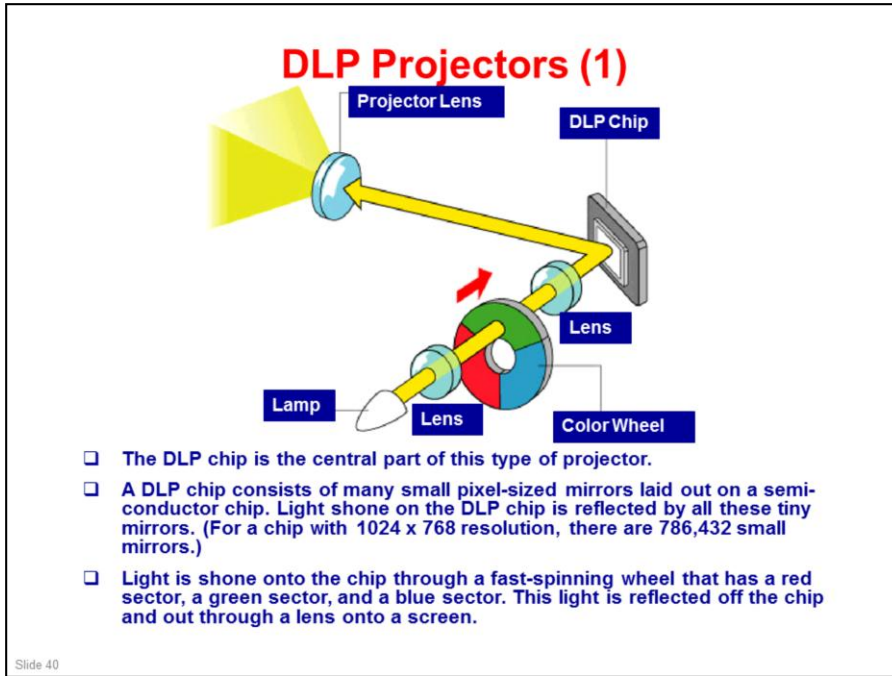 DLP Projectors (1)
Projector Lens
DLP Chip
Lens
Lamp
Lens
Color Wheel
❑ The DLP chip is the central part of this type of projector.
❑ A DLP chip consists of many small pixel-sized mirrors laid out on a semi-
conductor chip. Light shone on the DLP chip is reflected by all these tiny
mirrors. (For a chip with 1024 x 768 resolution, there are 786,432 small
mirrors.)
❑ Light is shone onto the chip through a fast-spinning wheel that has a red
sector, a green sector, and a blue sector. This light is reflected off the chip
and out through a lens onto a screen.
Slide 40